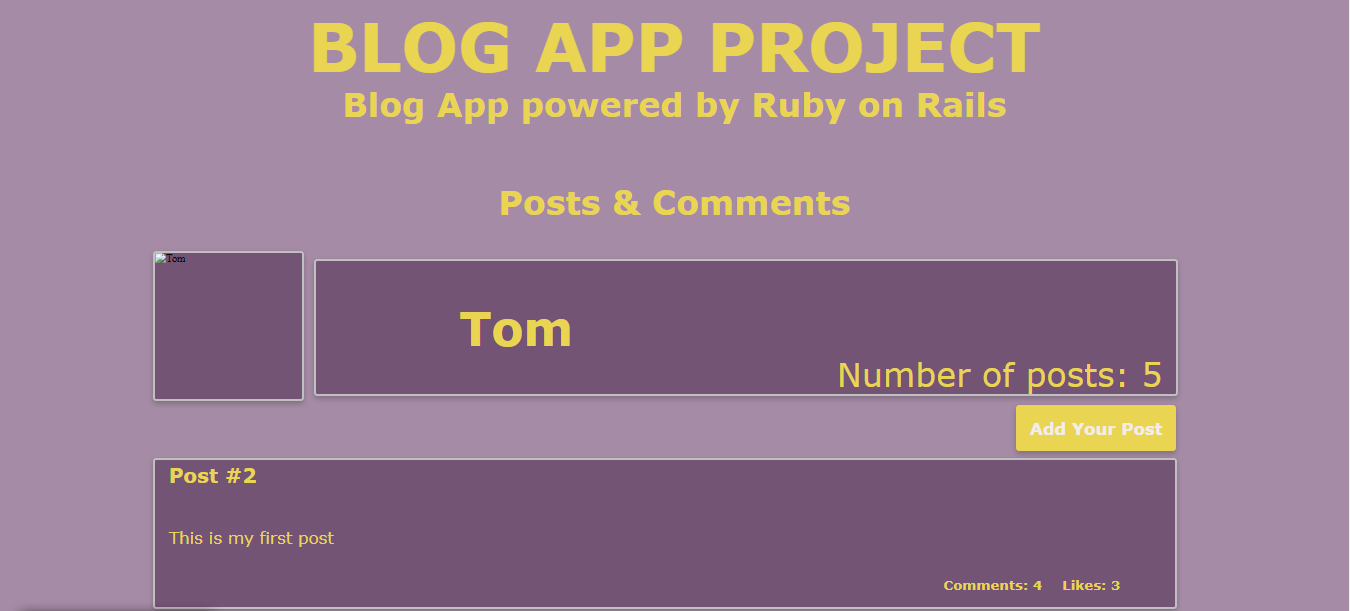 BLOG APP PROJECT
Blog App powered by Ruby on Rails
Posts & Comments
Tom
Tom
Number of posts: 5
Add Your Post
Post #2
This is my first post
Comments: 4 Likes: 3